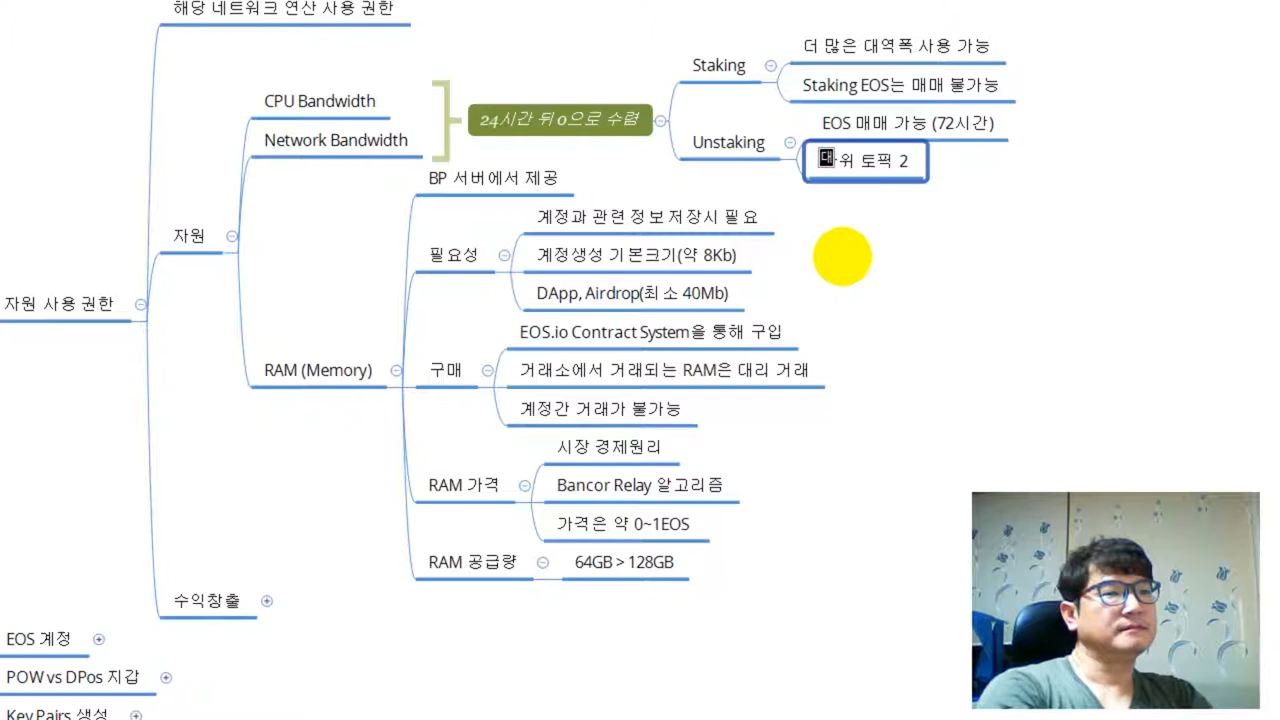 해당 네트워크 연산 사용 권한
자원 사용 권한
자원
CPU Bandwidth
Network Bandwidth
24시간 뒤 0으로 수렴
Staking
더 많은 대역폭 사용 가능
Staking EOS는 매매 불가능
Unstaking
EOS 매매 가능 (72시간)
대위 토픽 2
RAM (Memory)
BP 서버에서 제공
필요성
계정과 관련 정보 저장시 필요
계정생성 기본크기(약 8Kb)
DApp, Airdrop(최소 40Mb)
구매
EOS.io Contract System을 통해 구입
거래소에서 거래되는 RAM은 대리 거래
계정간 거래가 불가능
RAM 가격
시장 경제원리
Bancor Relay 알고리즘
가격은 약 0~1EOS
RAM 공급량
64GB > 128GB
수익창출
EOS 계정
POW vs DPos 지갑
Key Pairs 생성